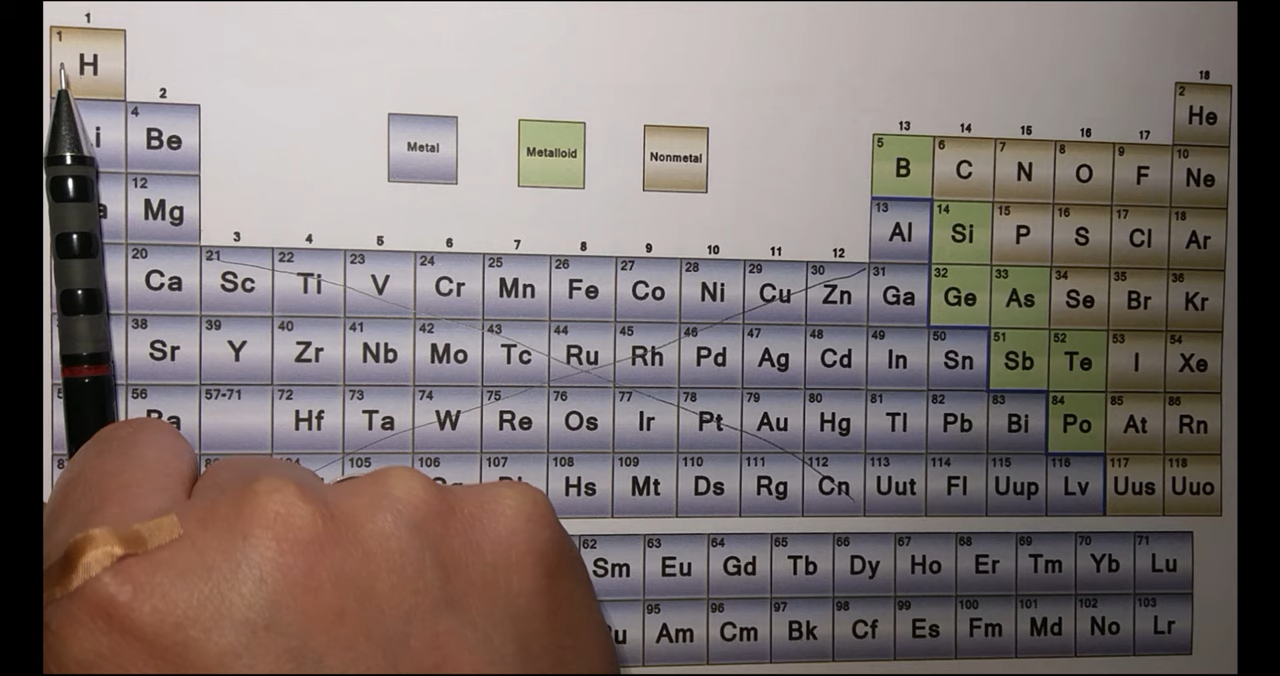 1 18
1 H 2 He
2 13 14 15 16 17
i 4 Be 5 B 6 C 7 N 8 O 9 F 10 Ne
Metal Metalloid Nonmetal
a 12 Mg 13 Al 14 Si 15 P 16 S 17 Cl 18 Ar
3 4 5 6 7 8 9 10 11 12
20 Ca 21 Sc 22 Ti 23 V 24 Cr 25 Mn 26 Fe 27 Co 28 Ni 29 Cu 30 Zn 31 Ga 32 Ge 33 As 34 Se 35 Br 36 Kr
38 Sr 39 Y 40 Zr 41 Nb 42 Mo 43 Tc 44 Ru 45 Rh 46 Pd 47 Ag 48 Cd 49 In 50 Sn 51 Sb 52 Te 53 I 54 Xe
56 Ba 57-71 72 Hf 73 Ta 74 W 75 Re 76 Os 77 Ir 78 Pt 79 Au 80 Hg 81 Tl 82 Pb 83 Bi 84 Po 85 At 86 Rn
105 106 107 108 Hs 109 Mt 110 Ds 111 Rg 112 Cn 113 Uut 114 Fl 115 Uup 116 Lv 117 Uus 118 Uuo
62 Sm 63 Eu 64 Gd 65 Tb 66 Dy 67 Ho 68 Er 69 Tm 70 Yb 71 Lu
u 95 Am 96 Cm 97 Bk 98 Cf 99 Es 100 Fm 101 Md 102 No 103 Lr